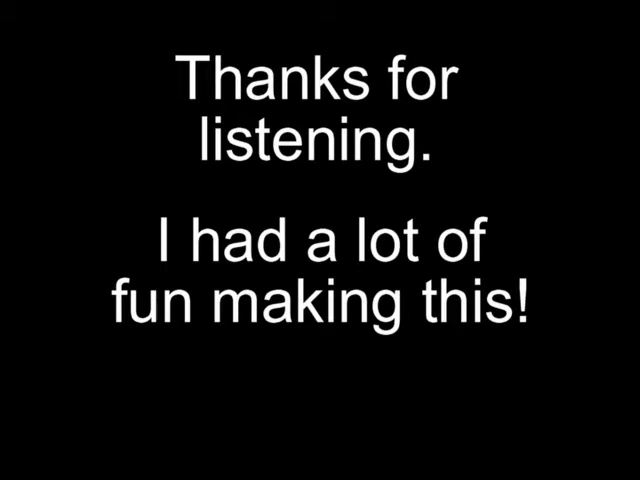 Thanks for
listening.
I had a lot of
fun making this!